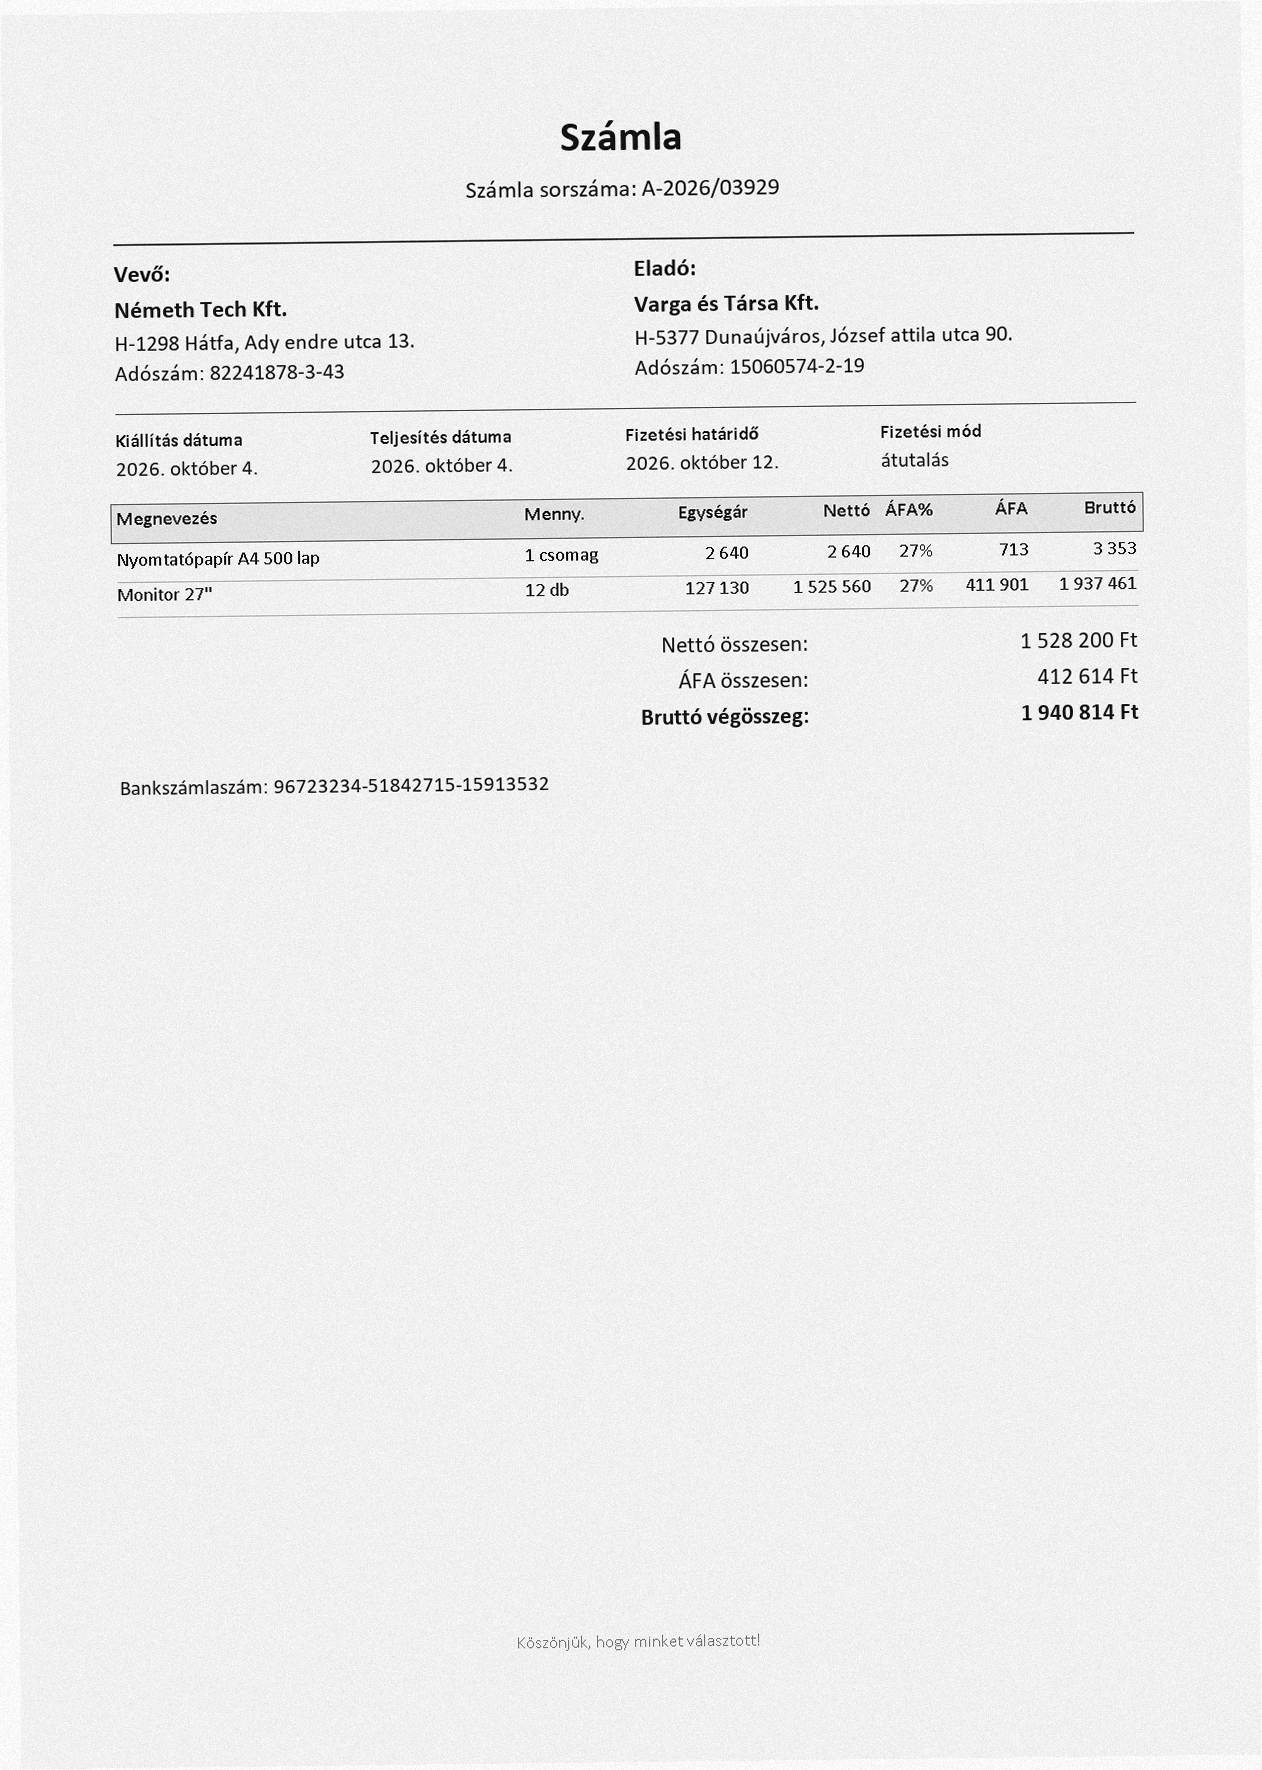 Számla
Számla sorszáma: A-2026/03929
Vevő:
Németh Tech Kft.
H-1298 Hátfa, Ady endre utca 13.
Adószám: 82241878-3-43
Eladó:
Varga és Társa Kft.
H-5377 Dunaújváros, József attila utca 90.
Adószám: 15060574-2-19
Kiállítás dátuma Teljesítés dátuma Fizetési határidő Fizetési mód
2026. október 4. 2026. október 4. 2026. október 12. átutalás
Megnevezés Menny. Egységár Nettó ÁFA% ÁFA Bruttó
Nyomtatópapír A4 500 lap 1 csomag 2 640 2 640 27% 713 3 353
Monitor 27" 12 db 127 130 1 525 560 27% 411 901 1 937 461
Nettó összesen: 1 528 200 Ft
ÁFA összesen: 412 614 Ft
Bruttó végösszeg: 1 940 814 Ft
Bankszámlaszám: 96723234-51842715-15913532
Köszönjük, hogy minket választott!